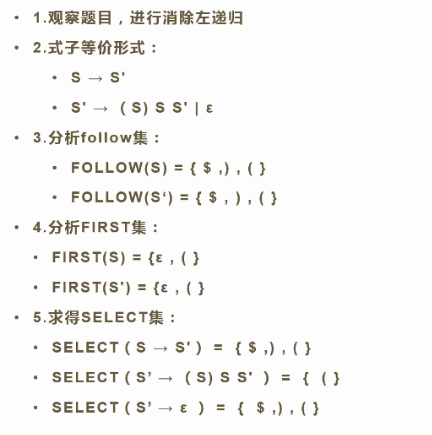 • 1.观察题目，进行消除左递归
• 2.式子等价形式：
• S → S'
• S' → （ S) S S' | ε
• 3.分析follow集：
• FOLLOW(S) = { $ ,) , ( }
• FOLLOW(S‘) = { $ , ) , ( }
• 4.分析FIRST集：
• FIRST(S) = {ε , ( }
• FIRST(S') = {ε , ( }
• 5.求得SELECT集：
• SELECT ( S → S' ） = { $ ,) , ( }
• SELECT ( S’ → （ S) S S' ） = { ( }
• SELECT ( S’ → ε ） = { $ ,) , ( }